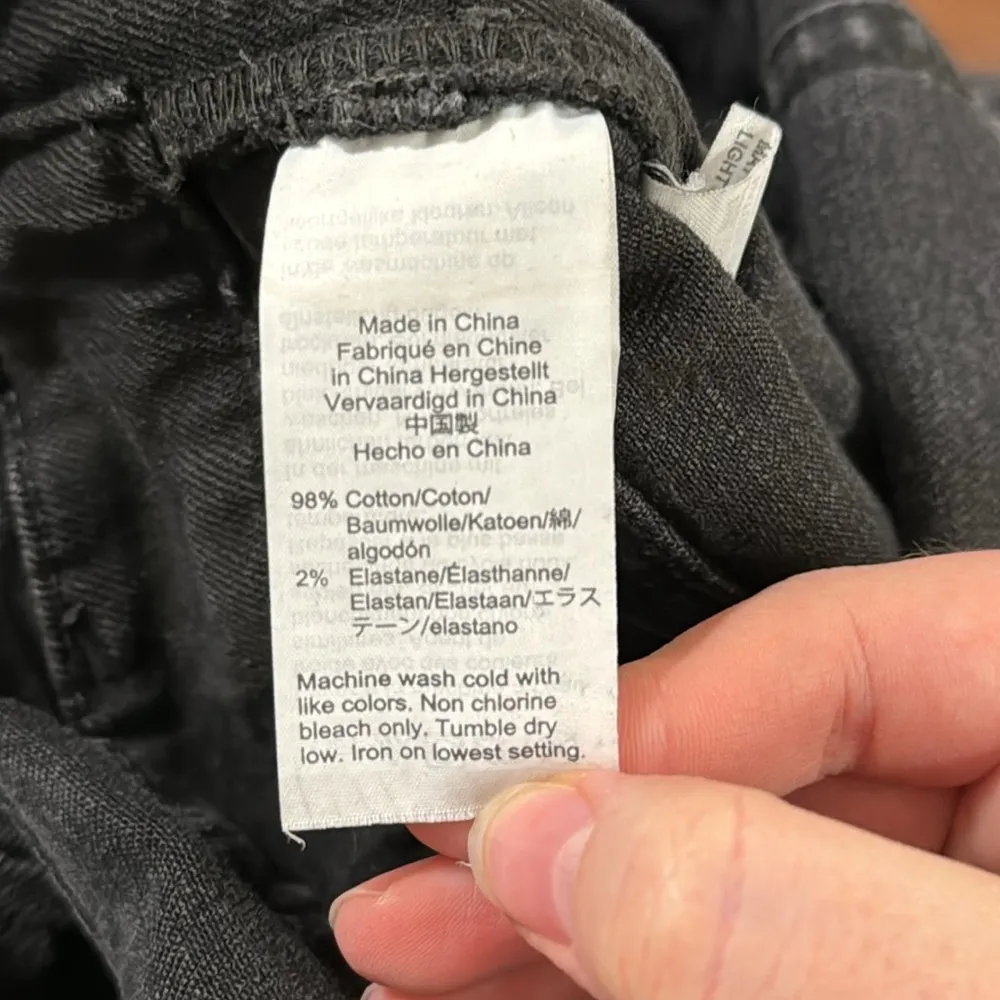 Made in China
Fabriqué en Chine
in China Hergestellt
Vervaardigd in China
中国製
Hecho en China
98% Cotton/Coton/
Baumwolle/Katoen/綿/
algodón
2% Elastane/Élasthanne/
Elastan/Elastaan/エラス
テーン/elastano
Machine wash cold with
like colors. Non chlorine
bleach only. Tumble dry
low. Iron on lowest setting.
LIGHT